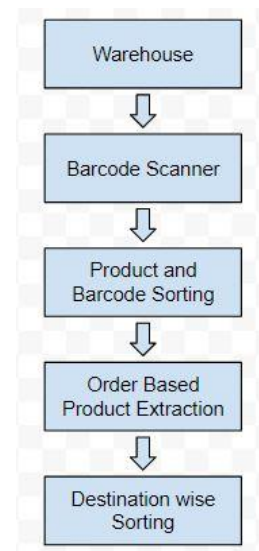 Warehouse
Barcode Scanner
Product and
Barcode Sorting
Order Based
Product Extraction
Destination wise
Sorting